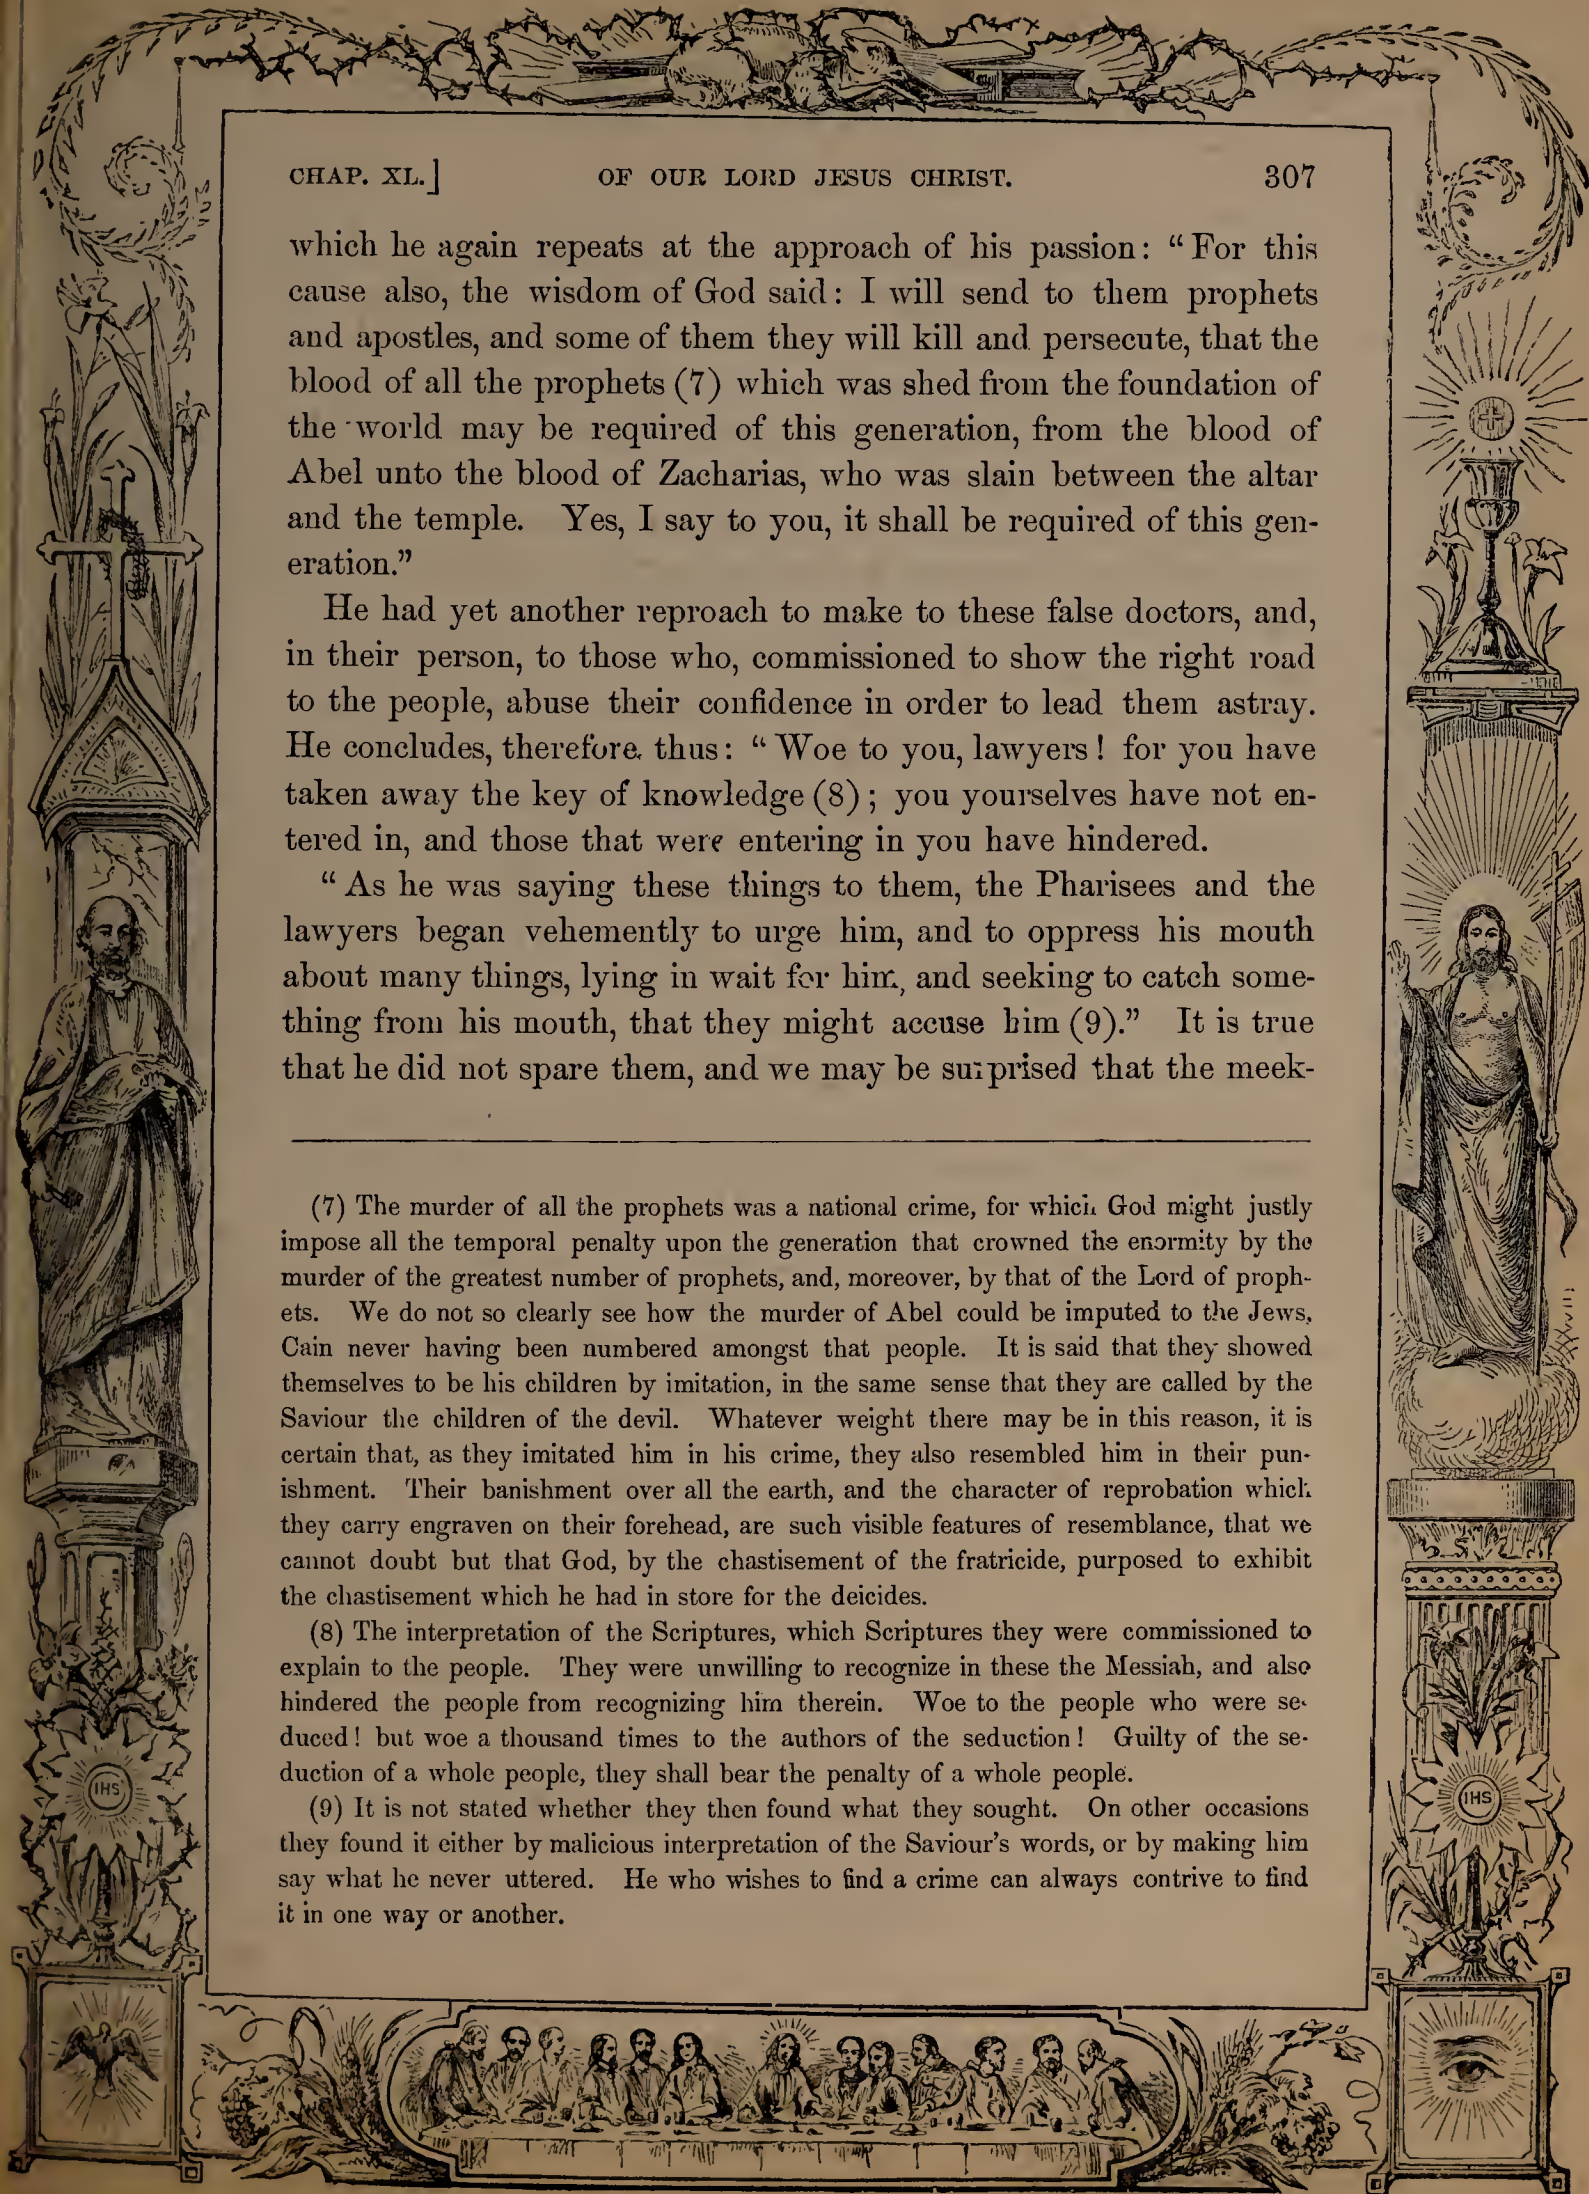 CHAP. XL.] OF OUR LORD JESUS CHRIST. 307
which he again repeats at the approach of his passion: “For this
cause also, the wisdom of God said: I will send to them prophets
and apostles, and some of them they will kill and persecute, that the
blood of all the prophets (7) which was shed from the foundation of
the world may be required of this generation, from the blood of
Abel unto the blood of Zacharias, who was slain between the altar
and the temple. Yes, I say to you, it shall be required of this gen-
eration.”
He had yet another reproach to make to these false doctors, and,
in their person, to those who, commissioned to show the right road
to the people, abuse their confidence in order to lead them astray.
He concludes, therefore, thus: “Woe to you, lawyers! for you have
taken away the key of knowledge (8); you yourselves have not en-
tered in, and those that were entering in you have hindered.
“As he was saying these things to them, the Pharisees and the
lawyers began vehemently to urge him, and to oppress his mouth
about many things, lying in wait for him, and seeking to catch some-
thing from his mouth, that they might accuse him (9).” It is true
that he did not spare them, and we may be surprised that the meek-
(7) The murder of all the prophets was a national crime, for which God might justly
impose all the temporal penalty upon the generation that crowned the enormity by the
murder of the greatest number of prophets, and, moreover, by that of the Lord of proph-
ets. We do not so clearly see how the murder of Abel could be imputed to the Jews,
Cain never having been numbered amongst that people. It is said that they showed
themselves to be his children by imitation, in the same sense that they are called by the
Saviour the children of the devil. Whatever weight there may be in this reason, it is
certain that, as they imitated him in his crime, they also resembled him in their pun-
ishment. Their banishment over all the earth, and the character of reprobation which
they carry engraven on their forehead, are such visible features of resemblance, that we
cannot doubt but that God, by the chastisement of the fratricide, purposed to exhibit
the chastisement which he had in store for the deicides.
(8) The interpretation of the Scriptures, which Scriptures they were commissioned to
explain to the people. They were unwilling to recognize in these the Messiah, and also
hindered the people from recognizing him therein. Woe to the people who were se-
duced! but woe a thousand times to the authors of the seduction! Guilty of the se-
duction of a whole people, they shall bear the penalty of a whole people.
(9) It is not stated whether they then found what they sought. On other occasions
they found it either by malicious interpretation of the Saviour’s words, or by making him
say what he never uttered. He who wishes to find a crime can always contrive to find
it in one way or another.
IHS
IHS